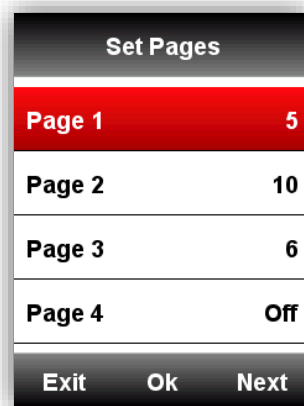 Set Pages
Page 1 5
Page 2 10
Page 3 6
Page 4 Off
Exit Ok Next